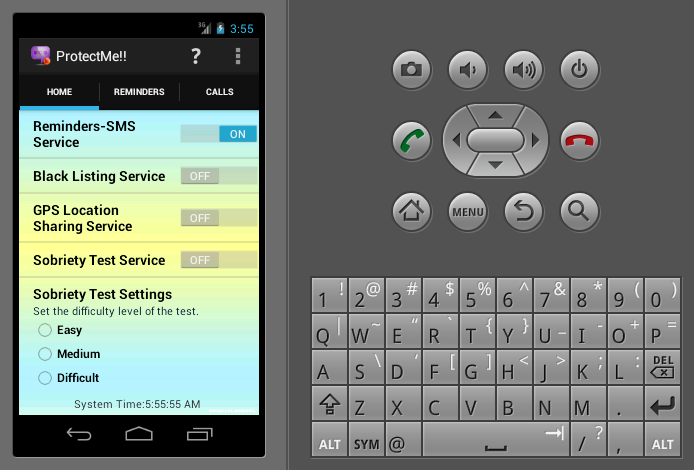 3G 3:55
ProtectMe!! ?
HOME REMINDERS CALLS
Reminders-SMS
Service ON
Black Listing Service OFF
GPS Location
Sharing Service OFF
Sobriety Test Service OFF
Sobriety Test Settings
Set the difficulty level of the test.
Easy
Medium
Difficult
System Time:5:55:55 AM
MENU
1 ! 2 @ 3 # 4 $ 5 % 6 ^ 7 & 8 * 9 ( 0 )
Q | W ~ E " R ` T { Y } U _ I - O + P =
A S \ D ' F [ G ] H < J > K ; L : DEL
Z X C V B N M .
ALT SYM @ / ? , ALT